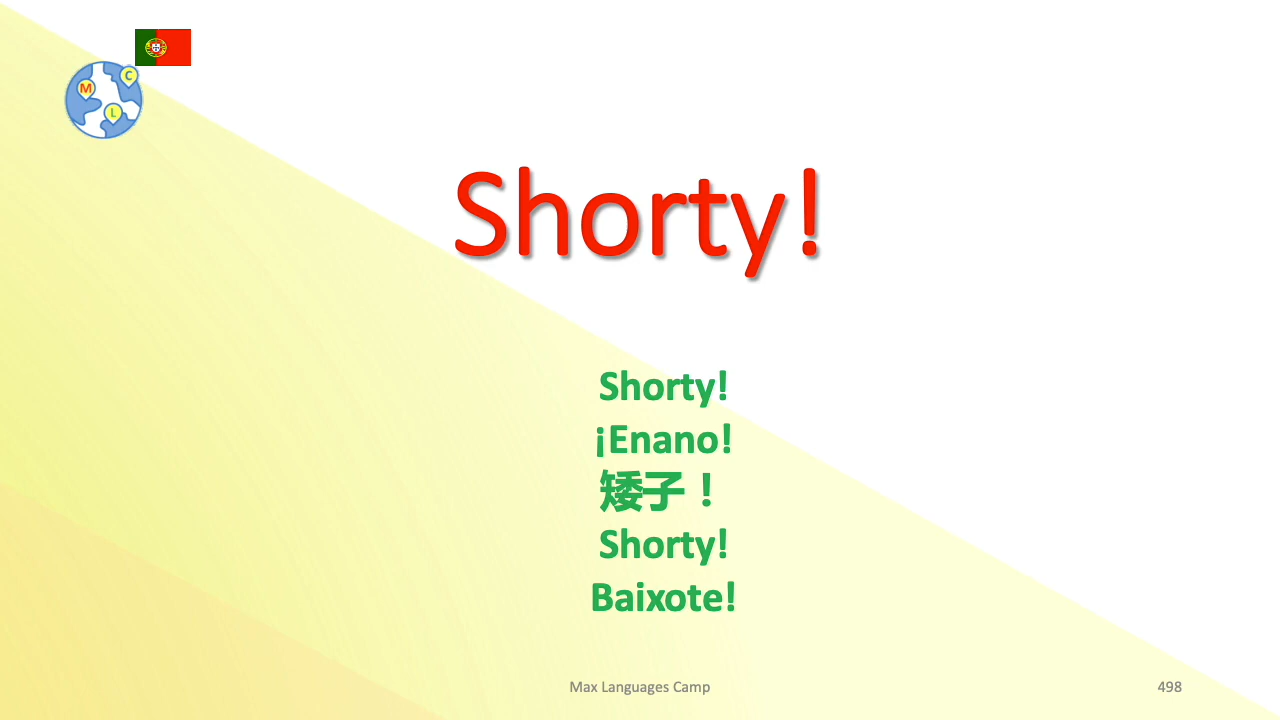 C
M
L
Shorty!
Shorty!
¡Enano!
矮子！
Shorty!
Baixote!
Max Languages Camp
498